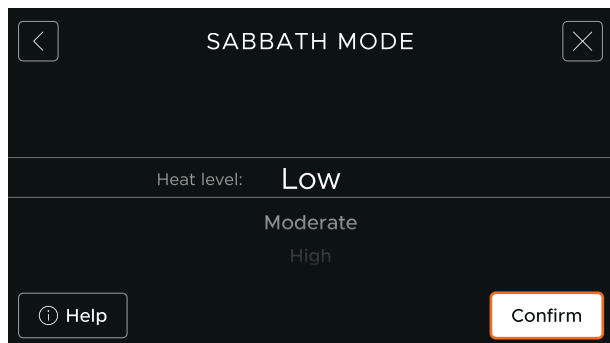 SABBATH MODE
Heat level: Low
Moderate
High
Help
Confirm